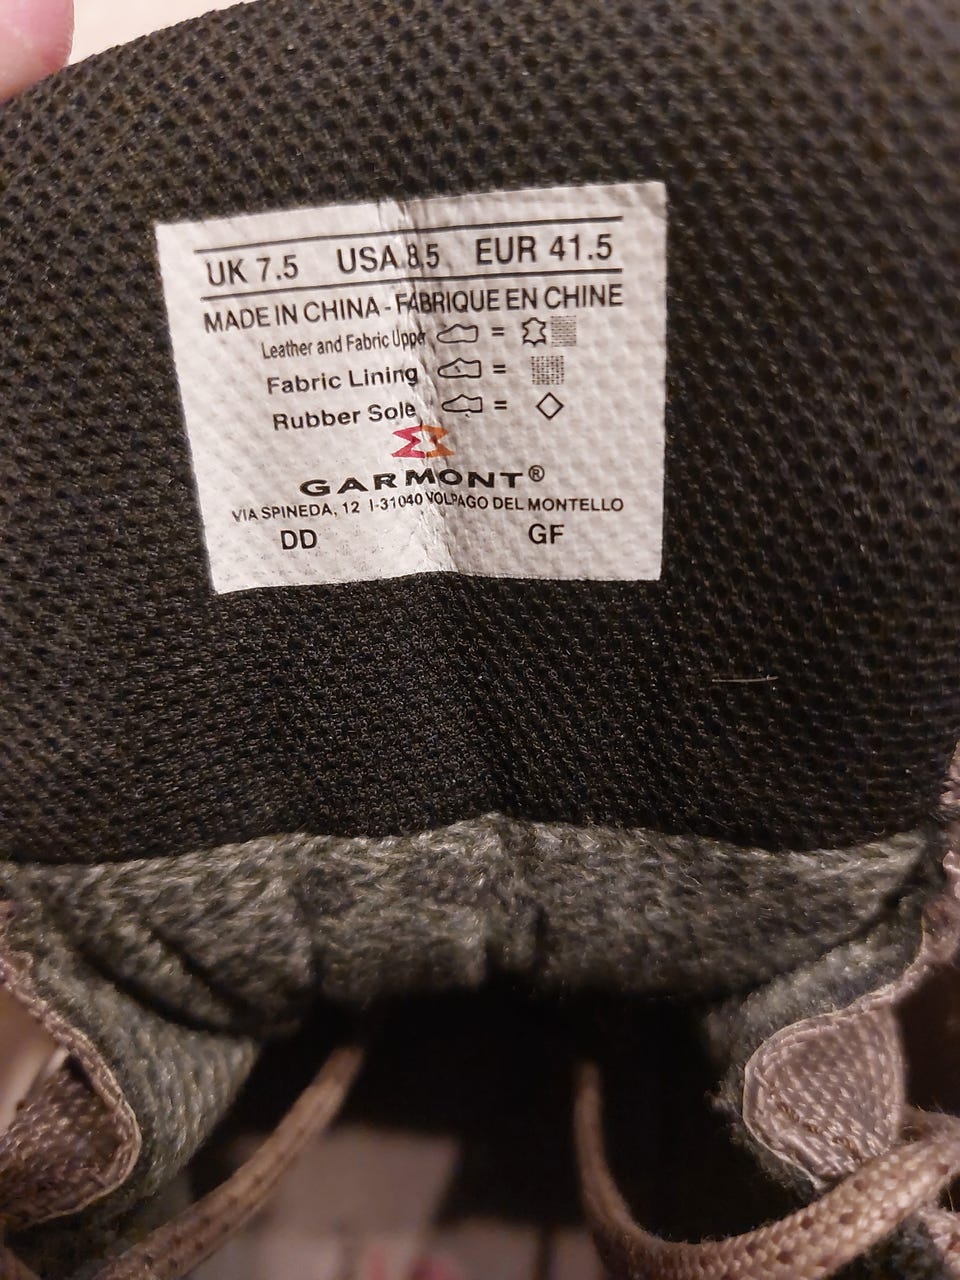 UK 7.5 USA 8.5 EUR 41.5
MADE IN CHINA - FABRIQUE EN CHINE
Leather and Fabric Upper =
Fabric Lining =
Rubber Sole =
GARMONT®
VIA SPINEDA, 12 I-31040 VOLPAGO DEL MONTELLO
DD GF